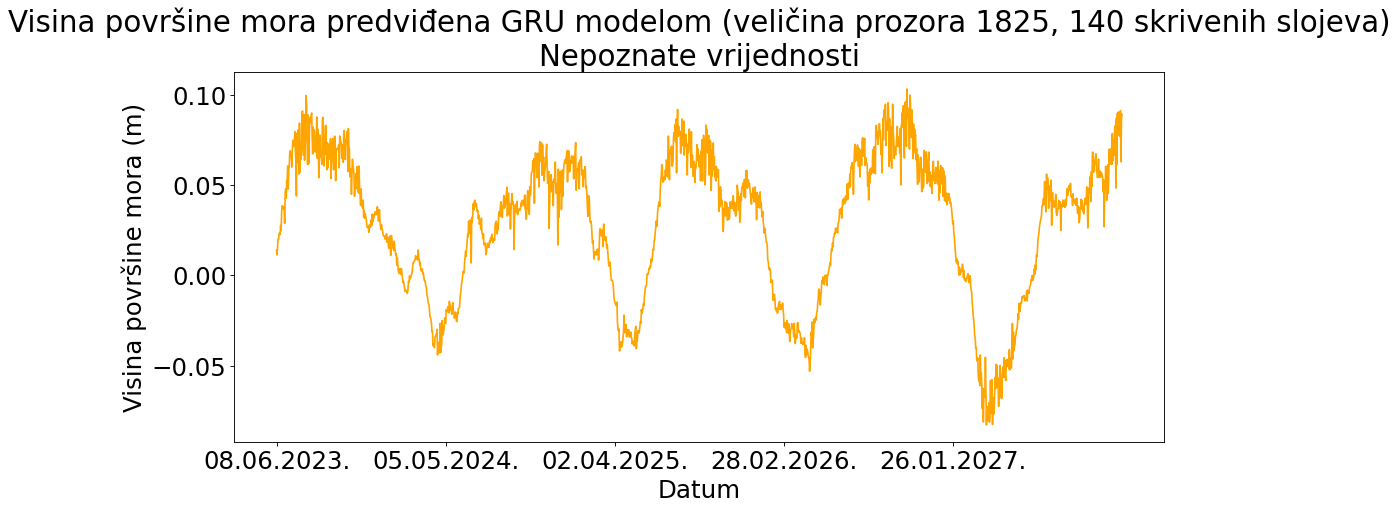 Visina površine mora predviđena GRU modelom (veličina prozora 1825, 140 skrivenih slojeva)
Nepoznate vrijednosti
Visina površine mora (m)
0.10
0.05
0.00
−0.05
08.06.2023. 05.05.2024. 02.04.2025. 28.02.2026. 26.01.2027.
Datum